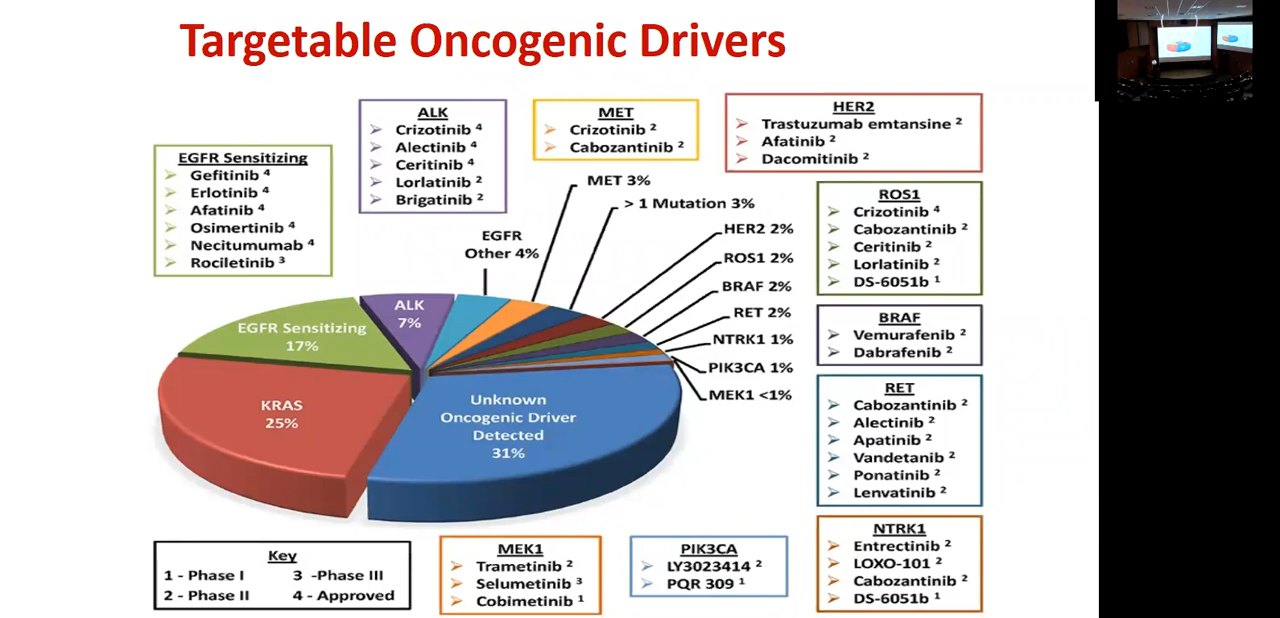 Targetable Oncogenic Drivers
EGFR Sensitizing
Gefitinib 4
Erlotinib 4
Afatinib 4
Osimertinib 4
Necitumumab 4
Rociletinib 3
ALK
Crizotinib 4
Alectinib 4
Ceritinib 4
Lorlatinib 2
Brigatinib 2
MET
Crizotinib 2
Cabozantinib 2
HER2
Trastuzumab emtansine 2
Afatinib 2
Dacomitinib 2
ROS1
Crizotinib 4
Cabozantinib 2
Ceritinib 2
Lorlatinib 2
DS-6051b 1
BRAF
Vemurafenib 2
Dabrafenib 2
RET
Cabozantinib 2
Alectinib 2
Apatinib 2
Vandetanib 2
Ponatinib 2
Lenvatinib 2
NTRK1
Entrectinib 2
LOXO-101 2
Cabozantinib 2
DS-6051b 1
EGFR
Other 4%
MET 3%
> 1 Mutation 3%
HER2 2%
ROS1 2%
BRAF 2%
RET 2%
NTRK1 1%
PIK3CA 1%
MEK1 <1%
ALK
7%
EGFR Sensitizing
17%
KRAS
25%
Unknown
Oncogenic Driver
Detected
31%
Key
1 - Phase I 3 -Phase III
2 - Phase II 4 - Approved
MEK1
Trametinib 2
Selumetinib 3
Cobimetinib 1
PIK3CA
LY3023414 2
PQR 309 1